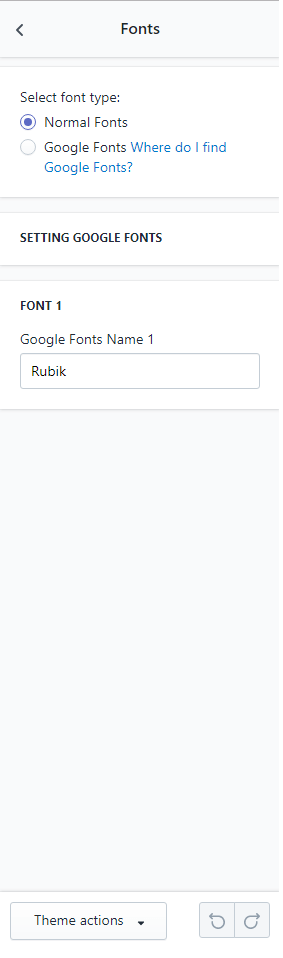 Fonts
Select font type:
Normal Fonts
Google Fonts Where do I find
Google Fonts?
SETTING GOOGLE FONTS
FONT 1
Google Fonts Name 1
Rubik
Theme actions